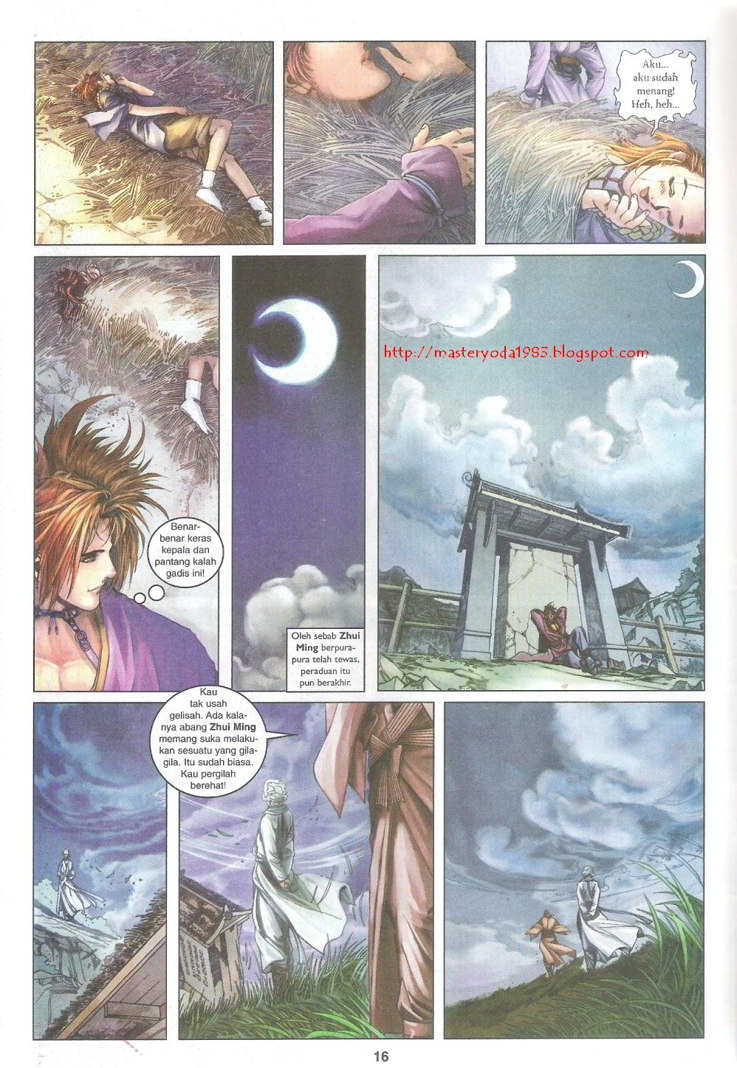 Aku...
aku sudah
menang!
Heh, heh...
http://masteryoda1983.blogspot.com
Benar-
benar keras
kepala dan
pantang kalah
gadis ini!
Oleh sebab Zhui
Ming berpura-
pura telah tewas,
peraduan itu
pun berakhir.
Kau
tak usah
gelisah. Ada kala-
nya abang Zhui Ming
memang suka melaku-
kan sesuatu yang gila-
gila. Itu sudah biasa.
Kau pergilah
berehat!
16